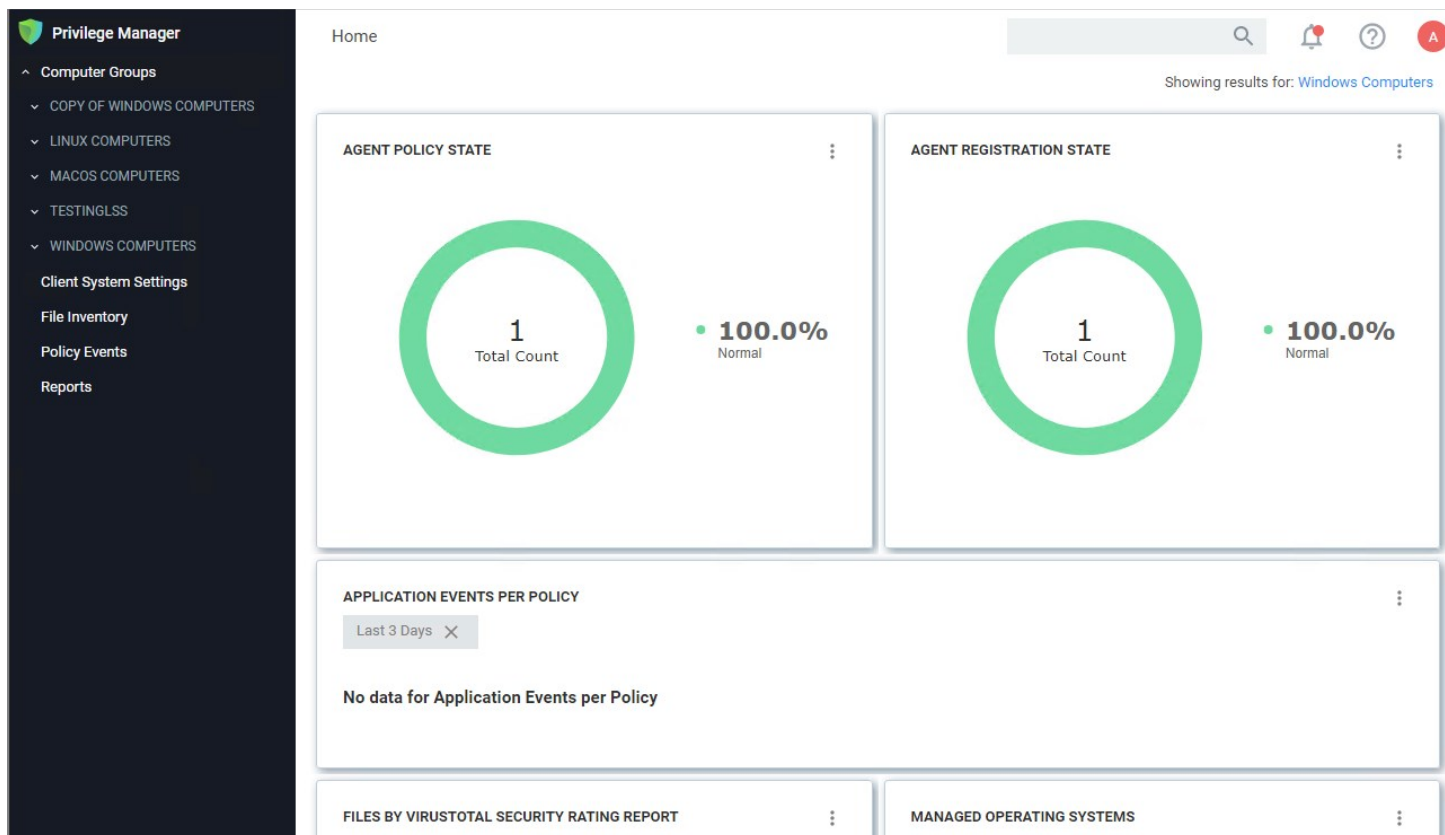 Privilege Manager
Home
A
Computer Groups
Showing results for: Windows Computers
COPY OF WINDOWS COMPUTERS
LINUX COMPUTERS
MACOS COMPUTERS
TESTINGLSS
WINDOWS COMPUTERS
Client System Settings
File Inventory
Policy Events
Reports
AGENT POLICY STATE
1
Total Count
100.0%
Normal
AGENT REGISTRATION STATE
1
Total Count
100.0%
Normal
APPLICATION EVENTS PER POLICY
Last 3 Days
No data for Application Events per Policy
FILES BY VIRUSTOTAL SECURITY RATING REPORT
MANAGED OPERATING SYSTEMS